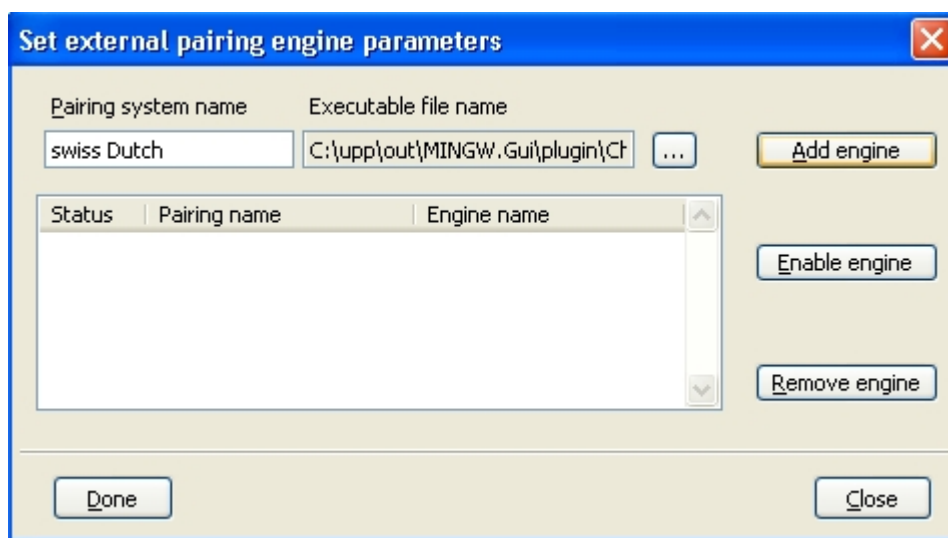 Set external pairing engine parameters
Pairing system name Executable file name
swiss Dutch C:\upp\out\MINGW.Gui\plugin\Ch ... Add engine
Status Pairing name Engine name
Enable engine
Remove engine
Done Close